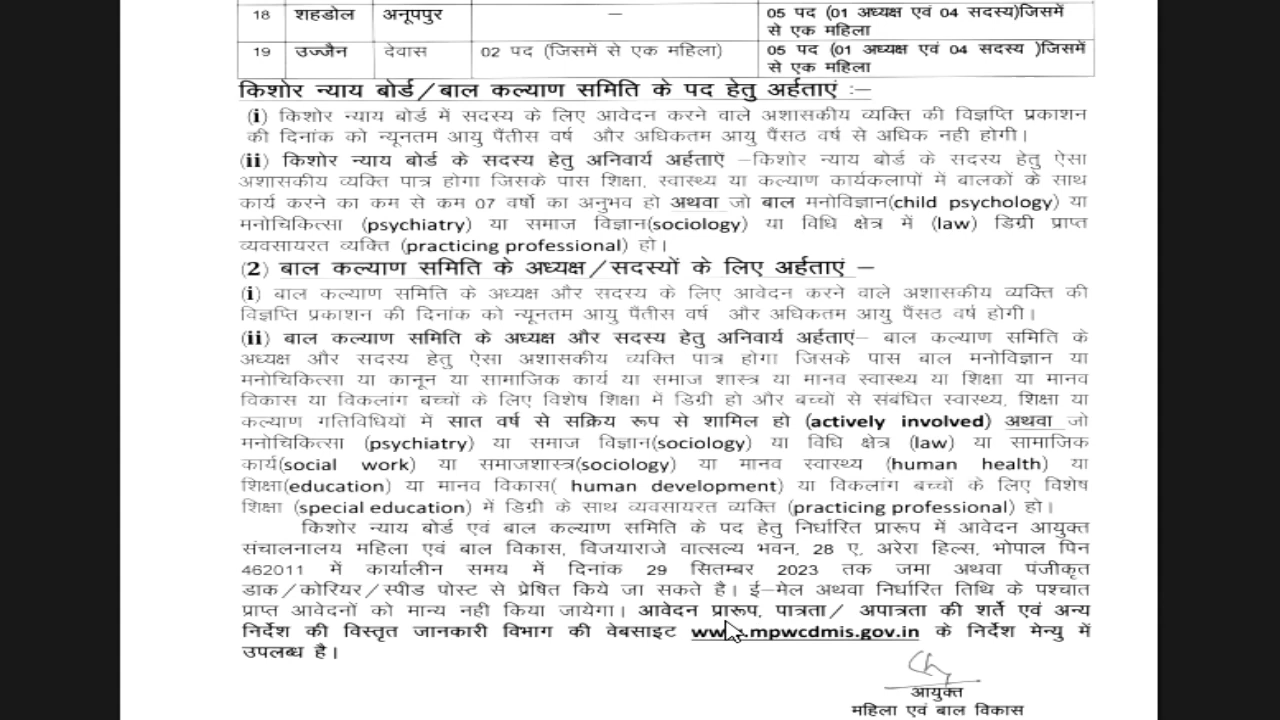 18 शहडोल अनूपपुर – 05 पद (01 अध्यक्ष एवं 04 सदस्य)जिसमें से एक महिला
19 उज्जैन देवास 02 पद (जिसमें से एक महिला) 05 पद (01 अध्यक्ष एवं 04 सदस्य )जिसमें से एक महिला
किशोर न्याय बोर्ड/बाल कल्याण समिति के पद हेतु अर्हताएं :–
(i) किशोर न्याय बोर्ड में सदस्य के लिए आवेदन करने वाले अशासकीय व्यक्ति की विज्ञप्ति प्रकाशन
की दिनांक को न्यूनतम आयु पैंतीस वर्ष और अधिकतम आयु पैंसठ वर्ष से अधिक नही होगी।
(ii) किशोर न्याय बोर्ड के सदस्य हेतु अनिवार्य अर्हताऐं –किशोर न्याय बोर्ड के सदस्य हेतु ऐसा
अशासकीय व्यक्ति पात्र होगा जिसके पास शिक्षा, स्वास्थ्य या कल्याण कार्यकलापों में बालकों के साथ
कार्य करने का कम से कम 07 वर्षो का अनुभव हो अथवा जो बाल मनोविज्ञान(child psychology) या
मनोचिकित्सा (psychiatry) या समाज विज्ञान(sociology) या विधि क्षेत्र में (law) डिग्री प्राप्त
व्यवसायरत व्यक्ति (practicing professional) हो।
(2) बाल कल्याण समिति के अध्यक्ष/सदस्यों के लिए अर्हताएं –
(i) बाल कल्याण समिति के अध्यक्ष और सदस्य के लिए आवेदन करने वाले अशासकीय व्यक्ति की
विज्ञप्ति प्रकाशन की दिनांक को न्यूनतम आयु पैंतीस वर्ष और अधिकतम आयु पैंसठ वर्ष होगी।
(ii) बाल कल्याण समिति के अध्यक्ष और सदस्य हेतु अनिवार्य अर्हताएं– बाल कल्याण समिति के
अध्यक्ष और सदस्य हेतु ऐसा अशासकीय व्यक्ति पात्र होगा जिसके पास बाल मनोविज्ञान या
मनोचिकित्सा या कानून या सामाजिक कार्य या समाज शास्त्र या मानव स्वास्थ्य या शिक्षा या मानव
विकास या विकलांग बच्चों के लिए विशेष शिक्षा में डिग्री हो और बच्चों से संबंधित स्वास्थ्य, शिक्षा या
कल्याण गतिविधियों में सात वर्ष से सक्रिय रूप से शामिल हो (actively involved) अथवा जो
मनोचिकित्सा (psychiatry) या समाज विज्ञान(sociology) या विधि क्षेत्र (law) या सामाजिक
कार्य(social work) या समाजशास्त्र(sociology) या मानव स्वास्थ्य (human health) या
शिक्षा(education) या मानव विकास( human development) या विकलांग बच्चों के लिए विशेष
शिक्षा (special education) में डिग्री के साथ व्यवसायरत व्यक्ति (practicing professional) हो।
किशोर न्याय बोर्ड एवं बाल कल्याण समिति के पद हेतु निर्धारित प्रारूप में आवेदन आयुक्त
संचालनालय महिला एवं बाल विकास, विजयाराजे वात्सल्य भवन, 28 ए, अरेरा हिल्स, भोपाल पिन
462011 में कार्यालीन समय में दिनांक 29 सितम्बर 2023 तक जमा अथवा पंजीकृत
डाक/कोरियर/स्पीड पोस्ट से प्रेषित किये जा सकते है। ई–मेल अथवा निर्धारित तिथि के पश्चात
प्राप्त आवेदनों को मान्य नही किया जायेगा। आवेदन प्रारूप, पात्रता/ अपात्रता की शर्ते एवं अन्य
निर्देश की विस्तृत जानकारी विभाग की वेबसाइट www.mpwcdmis.gov.in के निर्देश मेन्यु में
उपलब्ध है।
आयुक्त
महिला एवं बाल विकास